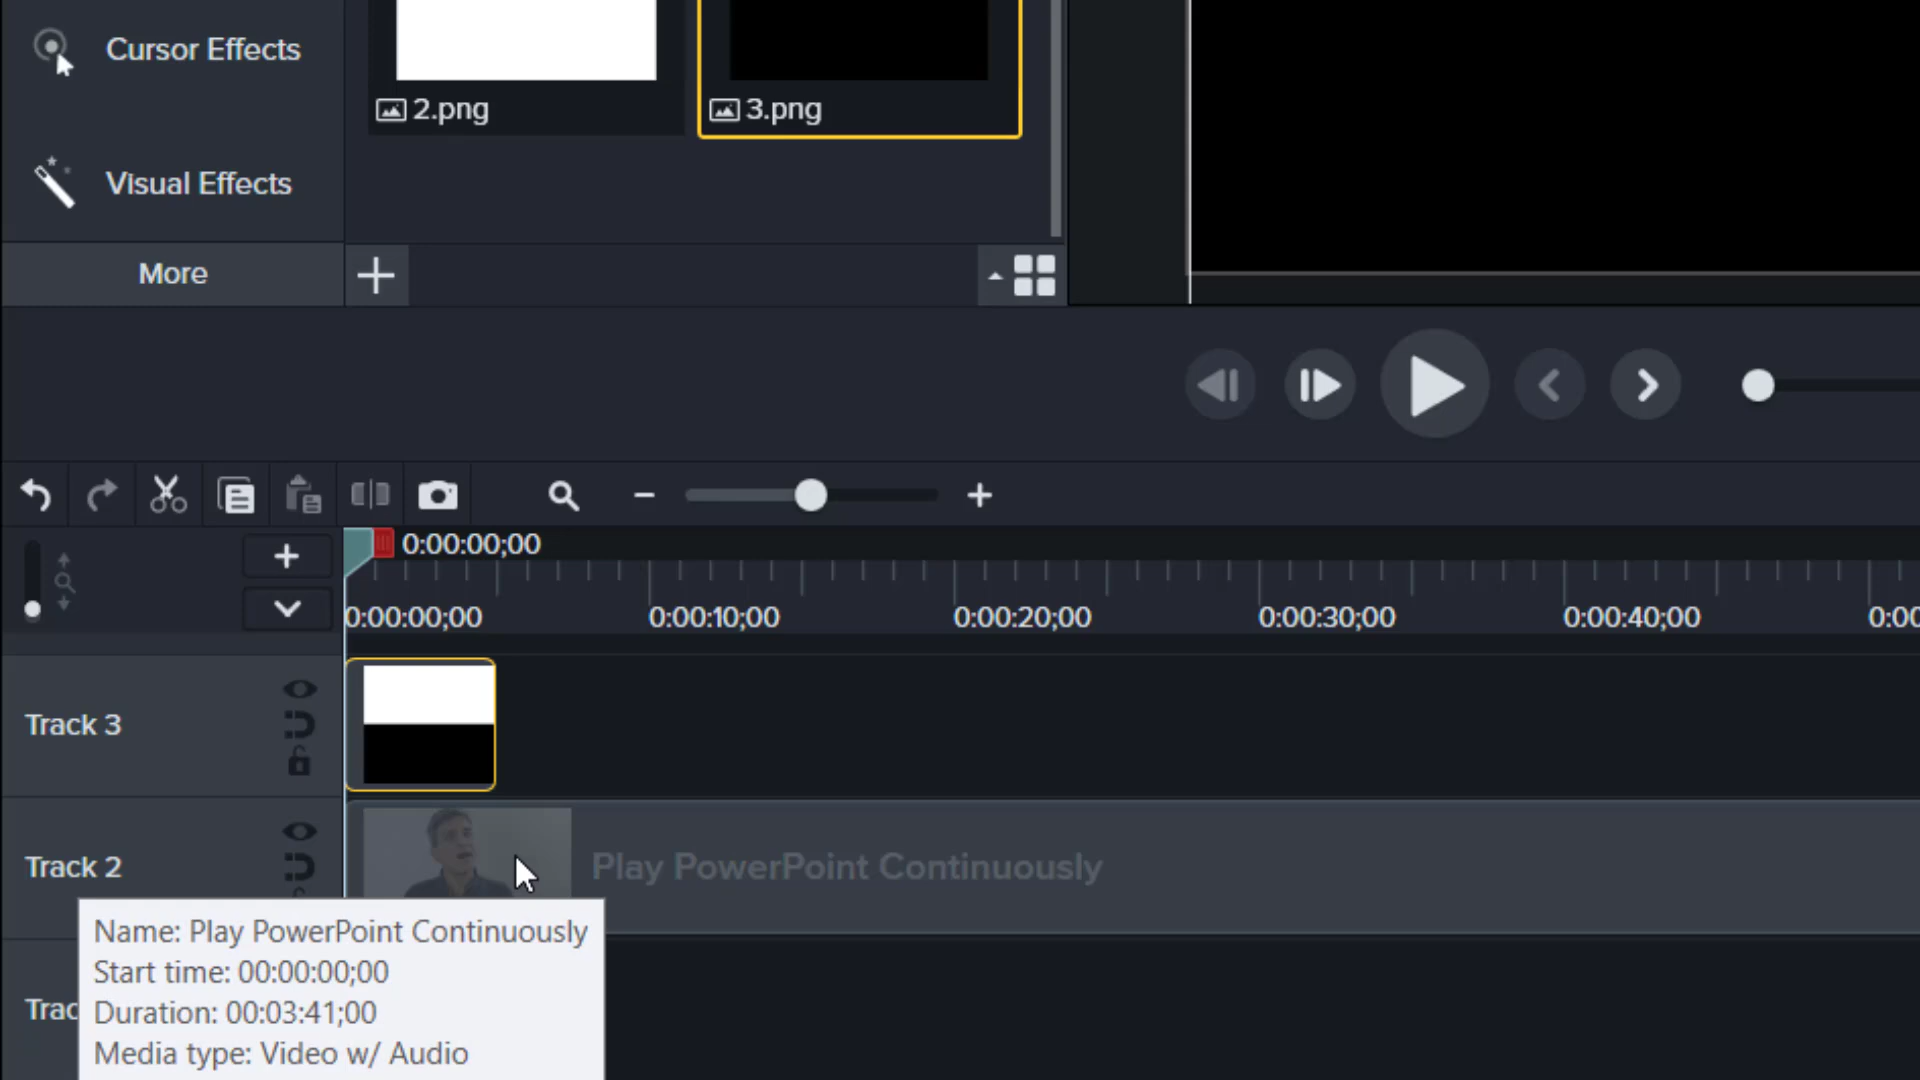 Cursor Effects
2.png
3.png
Visual Effects
More
0:00:00;00
0:00:00;00
0:00:10;00
0:00:20;00
0:00:30;00
0:00:40;00
0:00
Track 3
Track 2
Play PowerPoint Continuously
Trac
Name: Play PowerPoint Continuously
Start time: 00:00:00;00
Duration: 00:03:41;00
Media type: Video w/ Audio